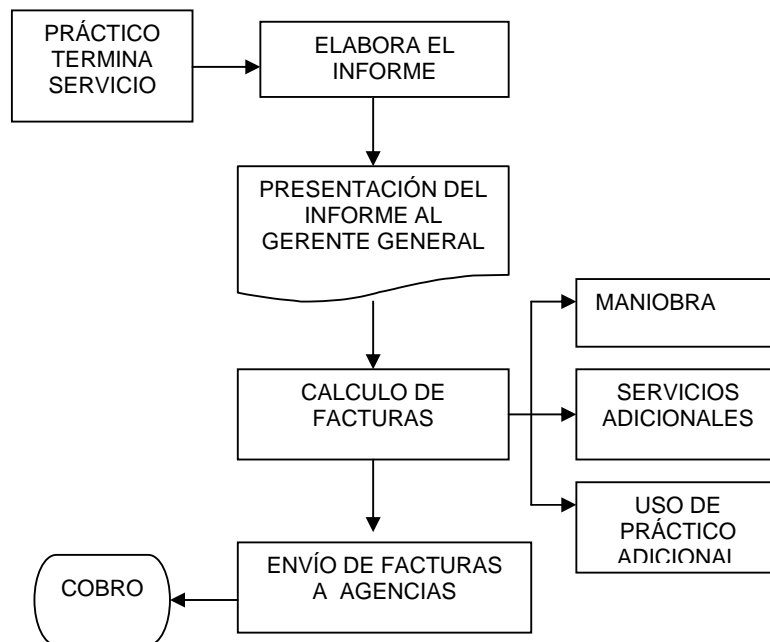 PRÁCTICO
TERMINA
SERVICIO
ELABORA EL
INFORME
PRESENTACIÓN DEL
INFORME AL
GERENTE GENERAL
MANIOBRA
CALCULO DE
FACTURAS
SERVICIOS
ADICIONALES
USO DE
PRÁCTICO
ADICIONAL
ENVÍO DE FACTURAS
A AGENCIAS
COBRO